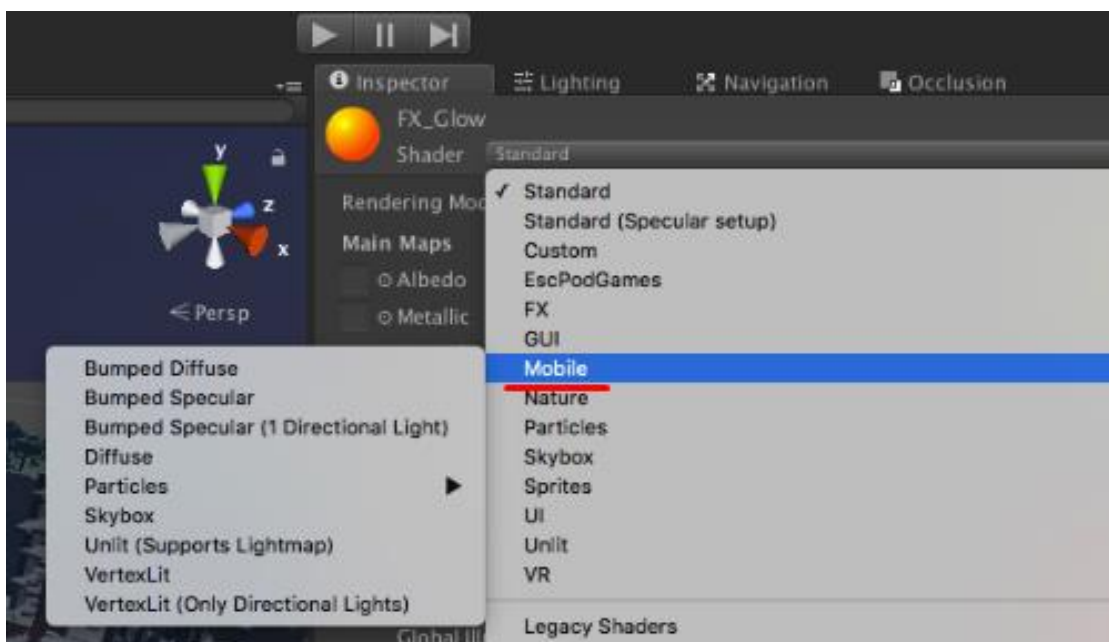 Inspector
Lighting
Navigation
Occlusion
FX_Glow
Shader
Standard
y
z
x
Persp
Rendering Mod
Main Maps
Albedo
Metallic
✓ Standard
Standard (Specular setup)
Custom
EscPodGames
FX
GUI
Mobile
Nature
Particles
Skybox
Sprites
UI
Unlit
VR
Legacy Shaders
Bumped Diffuse
Bumped Specular
Bumped Specular (1 Directional Light)
Diffuse
Particles
Skybox
Unlit (Supports Lightmap)
VertexLit
VertexLit (Only Directional Lights)
Global